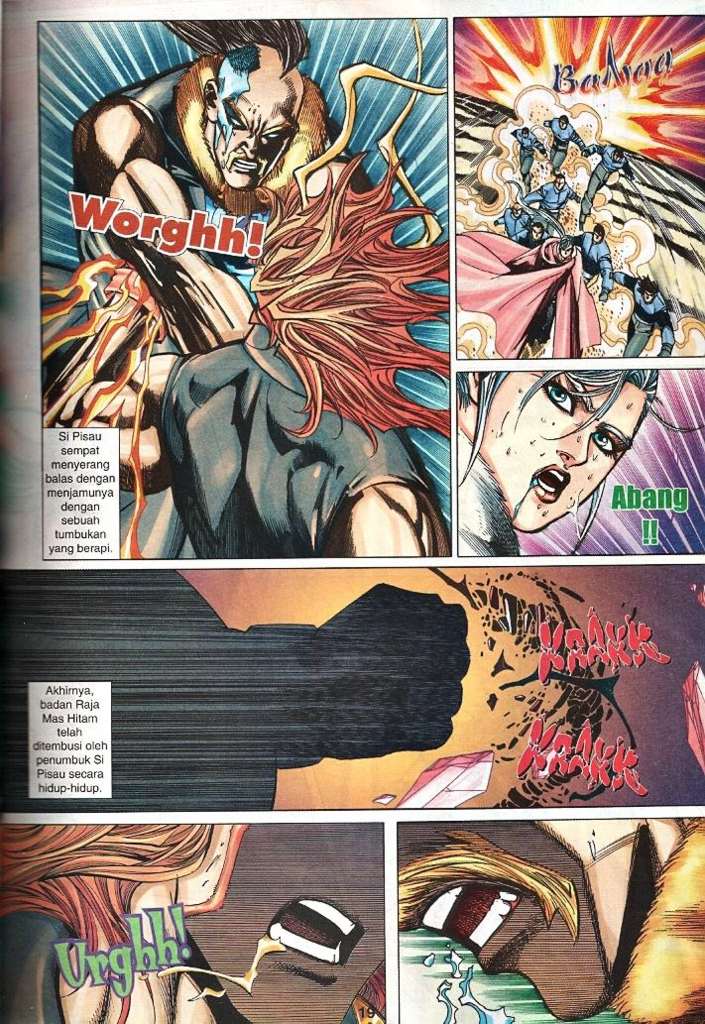 Worghh!
Si Pisau
sempat
menyerang
balas dengan
menjamunya
dengan
sebuah
tumbukan
yang berapi.
Abang
!!
Akhirnya,
badan Raja
Mas Hitam
telah
ditembusi oleh
penumbuk Si
Pisau secara
hidup-hidup.
KRAKK
KRAKK
Urghh!
19